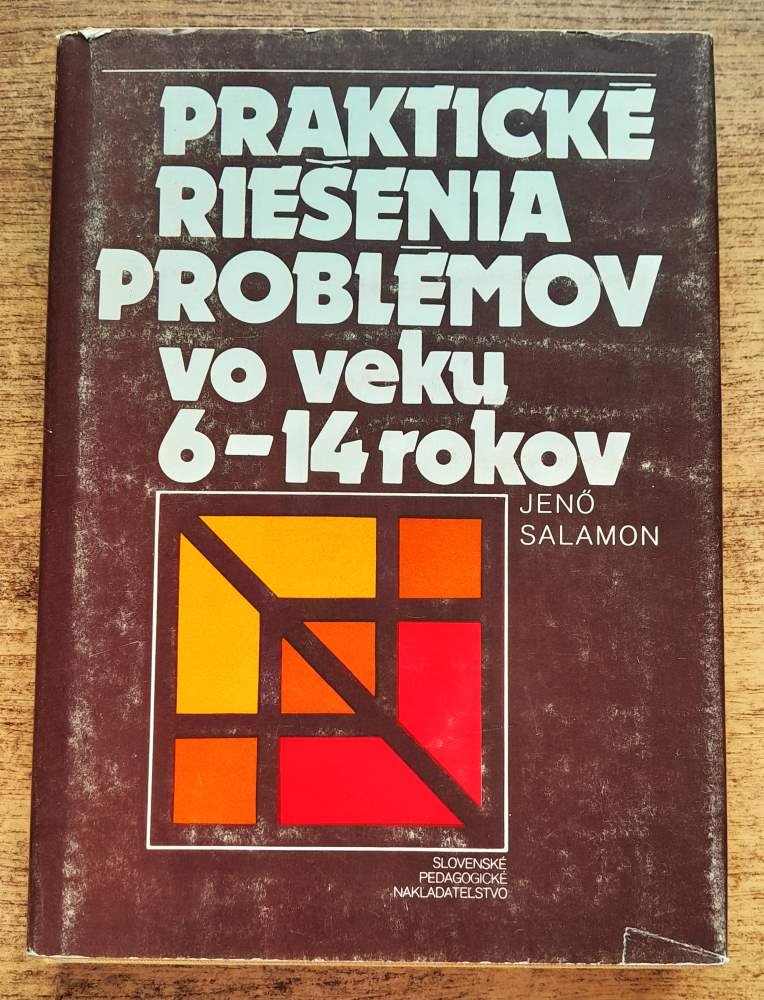 PRAKTICKÉ
RIEŠENIA
PROBLÉMOV
vo veku
6-14 rokov
JENŐ
SALAMON
SLOVENSKÉ
PEDAGOGICKÉ
NAKLADATEĽSTVO